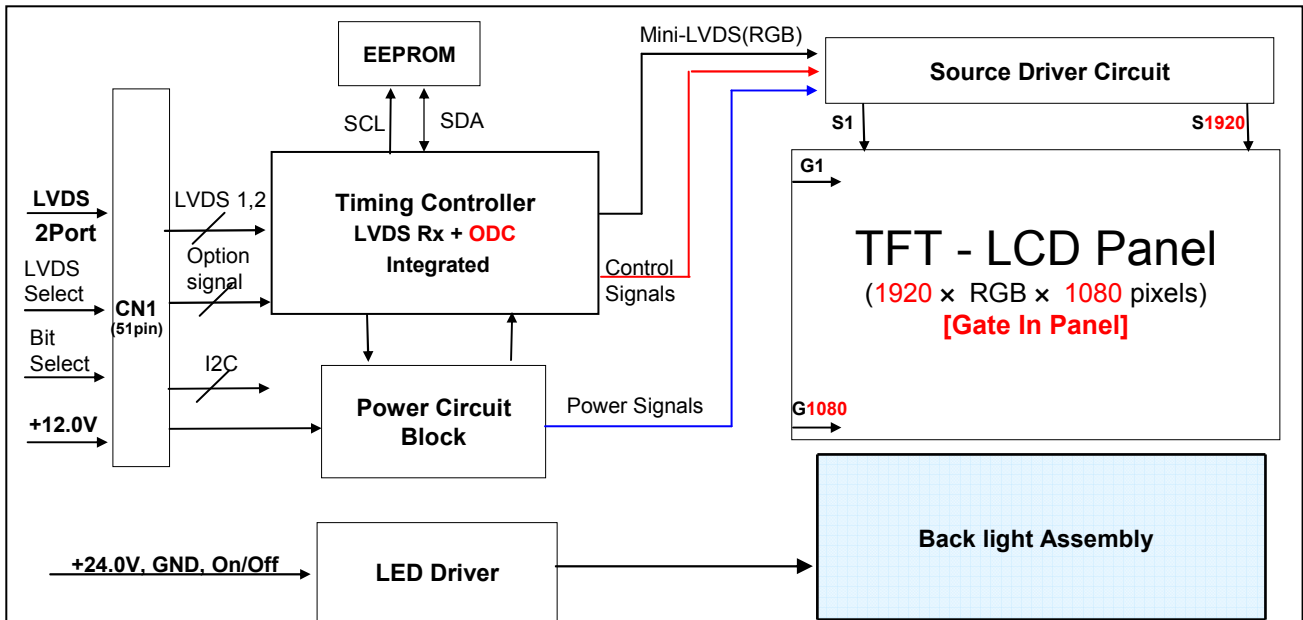 EEPROM
SCL
SDA
Mini-LVDS(RGB)
Source Driver Circuit
S1
S1920
LVDS
2Port
LVDS
Select
Bit
Select
+12.0V
CN1
(51pin)
LVDS 1,2
Option
signal
I2C
Timing Controller
LVDS Rx + ODC
Integrated
Control
Signals
Power Circuit
Block
Power Signals
G1
TFT - LCD Panel
(1920 × RGB × 1080 pixels)
[Gate In Panel]
G1080
+24.0V, GND, On/Off
LED Driver
Back light Assembly